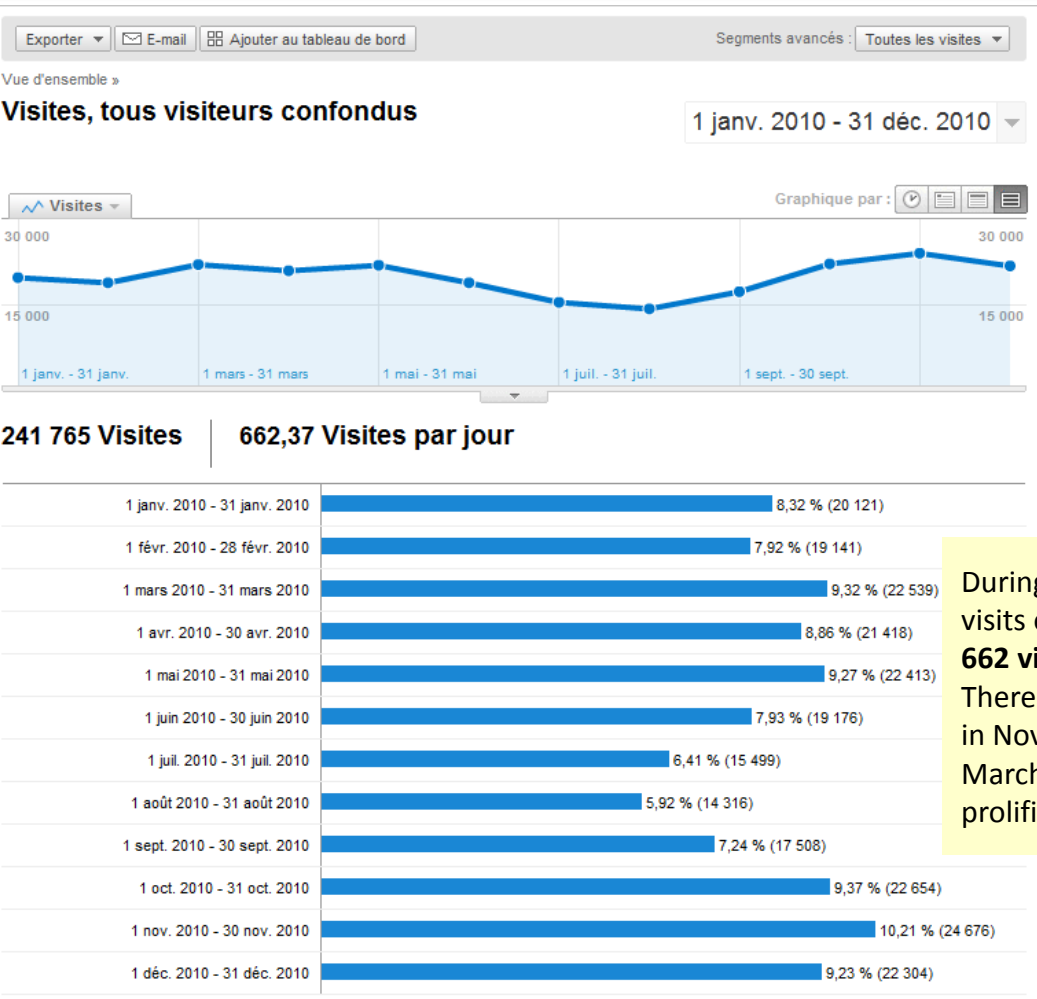 Exporter E-mail Ajouter au tableau de bord Segments avancés : Toutes les visites
Vue d'ensemble »
Visites, tous visiteurs confondus
1 janv. 2010 - 31 déc. 2010
Visites Graphique par :
30 000 30 000
15 000 15 000
1 janv. - 31 janv. 1 mars - 31 mars 1 mai - 31 mai 1 juil. - 31 juil. 1 sept. - 30 sept.
241 765 Visites 662,37 Visites par jour
1 janv. 2010 - 31 janv. 2010 8,32 % (20 121)
1 févr. 2010 - 28 févr. 2010 7,92 % (19 141)
1 mars 2010 - 31 mars 2010 9,32 % (22 539)
1 avr. 2010 - 30 avr. 2010 8,86 % (21 418)
1 mai 2010 - 31 mai 2010 9,27 % (22 413)
1 juin 2010 - 30 juin 2010 7,93 % (19 176)
1 juil. 2010 - 31 juil. 2010 6,41 % (15 499)
1 août 2010 - 31 août 2010 5,92 % (14 316)
1 sept. 2010 - 30 sept. 2010 7,24 % (17 508)
1 oct. 2010 - 31 oct. 2010 9,37 % (22 654)
1 nov. 2010 - 30 nov. 2010 10,21 % (24 676)
1 déc. 2010 - 31 déc. 2010 9,23 % (22 304)
During
visits
662
There
in Nov
March